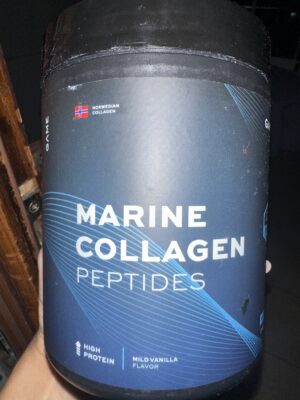 NORWEGIAN
COLLAGEN
GAME
MARINE
COLLAGEN
PEPTIDES
HIGH
PROTEIN
MILD VANILLA
FLAVOR